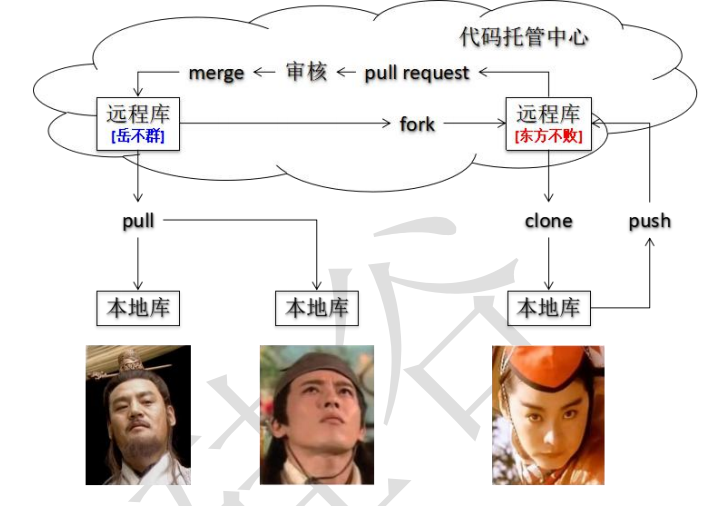 代码托管中心
merge
审核
pull request
远程库
[岳不群]
fork
远程库
[东方不败]
pull
clone
push
本地库
本地库
本地库